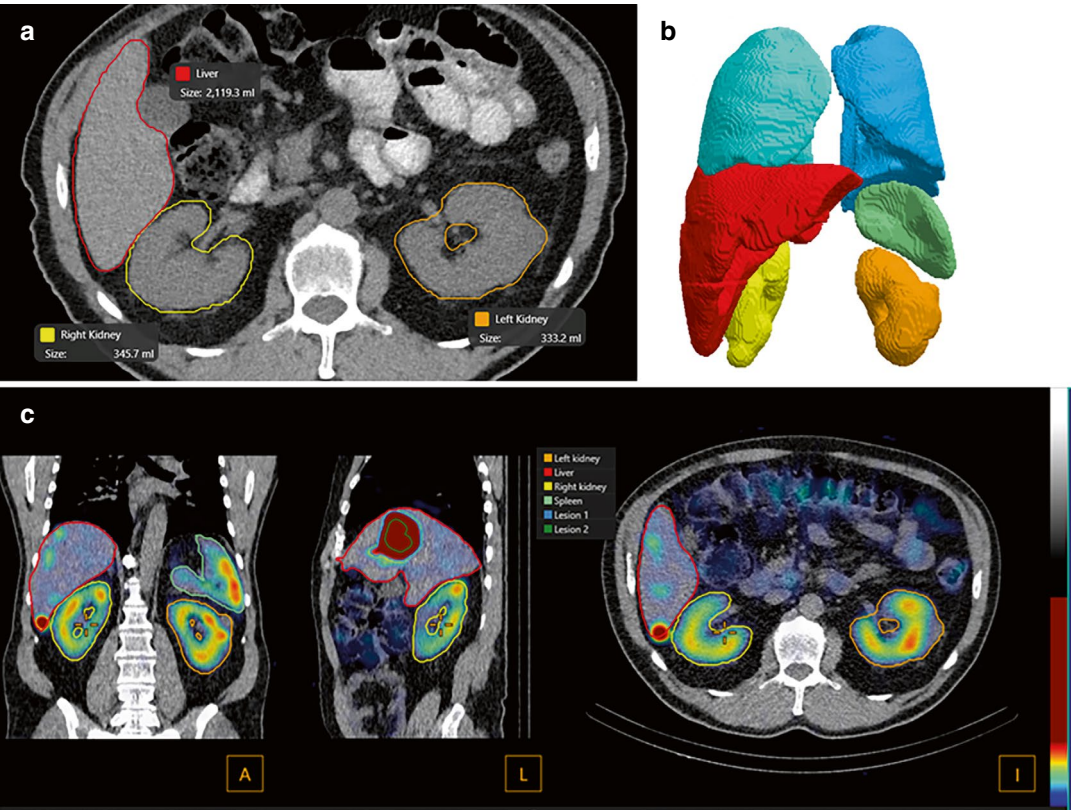 a
Liver
Size: 2,119.3 ml
Right Kidney
Size: 345.7 ml
Left Kidney
Size: 333.2 ml
b
c
Left kidney
Liver
Right kidney
Spleen
Lesion 1
Lesion 2
A
L
I